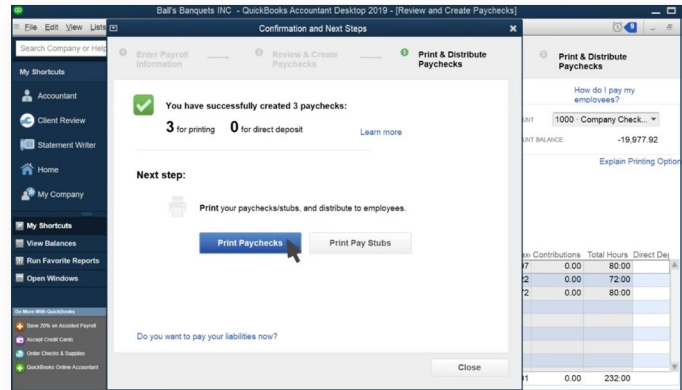 Ball's Banquets INC - QuickBooks Accountant Desktop 2019 - [Review and Create Paychecks]
File Edit View Lists
Confirmation and Next Steps
9
Search Company or Help
My Shortcuts
Accountant
Client Review
Statement Writer
Home
My Company
My Shortcuts
View Balances
Run Favorite Reports
Open Windows
Do More With QuickBooks
Save 20% on Assisted Payroll
Accept Credit Cards
Order Checks & Supplies
QuickBooks Online Accountant
Enter Payroll
Information
Review & Create
Paychecks
Print & Distribute
Paychecks
You have successfully created 3 paychecks:
3 for printing 0 for direct deposit Learn more
Next step:
Print your paychecks/stubs, and distribute to employees.
Print Paychecks Print Pay Stubs
Do you want to pay your liabilities now?
Close
Print & Distribute
Paychecks
How do I pay my
employees?
UNT 1000 · Company Check...
UNT BALANCE: -19,977.92
Explain Printing Option
Contributions Total Hours Direct De
0.00 80:00
0.00 72:00
0.00 80:00
0.00 232:00